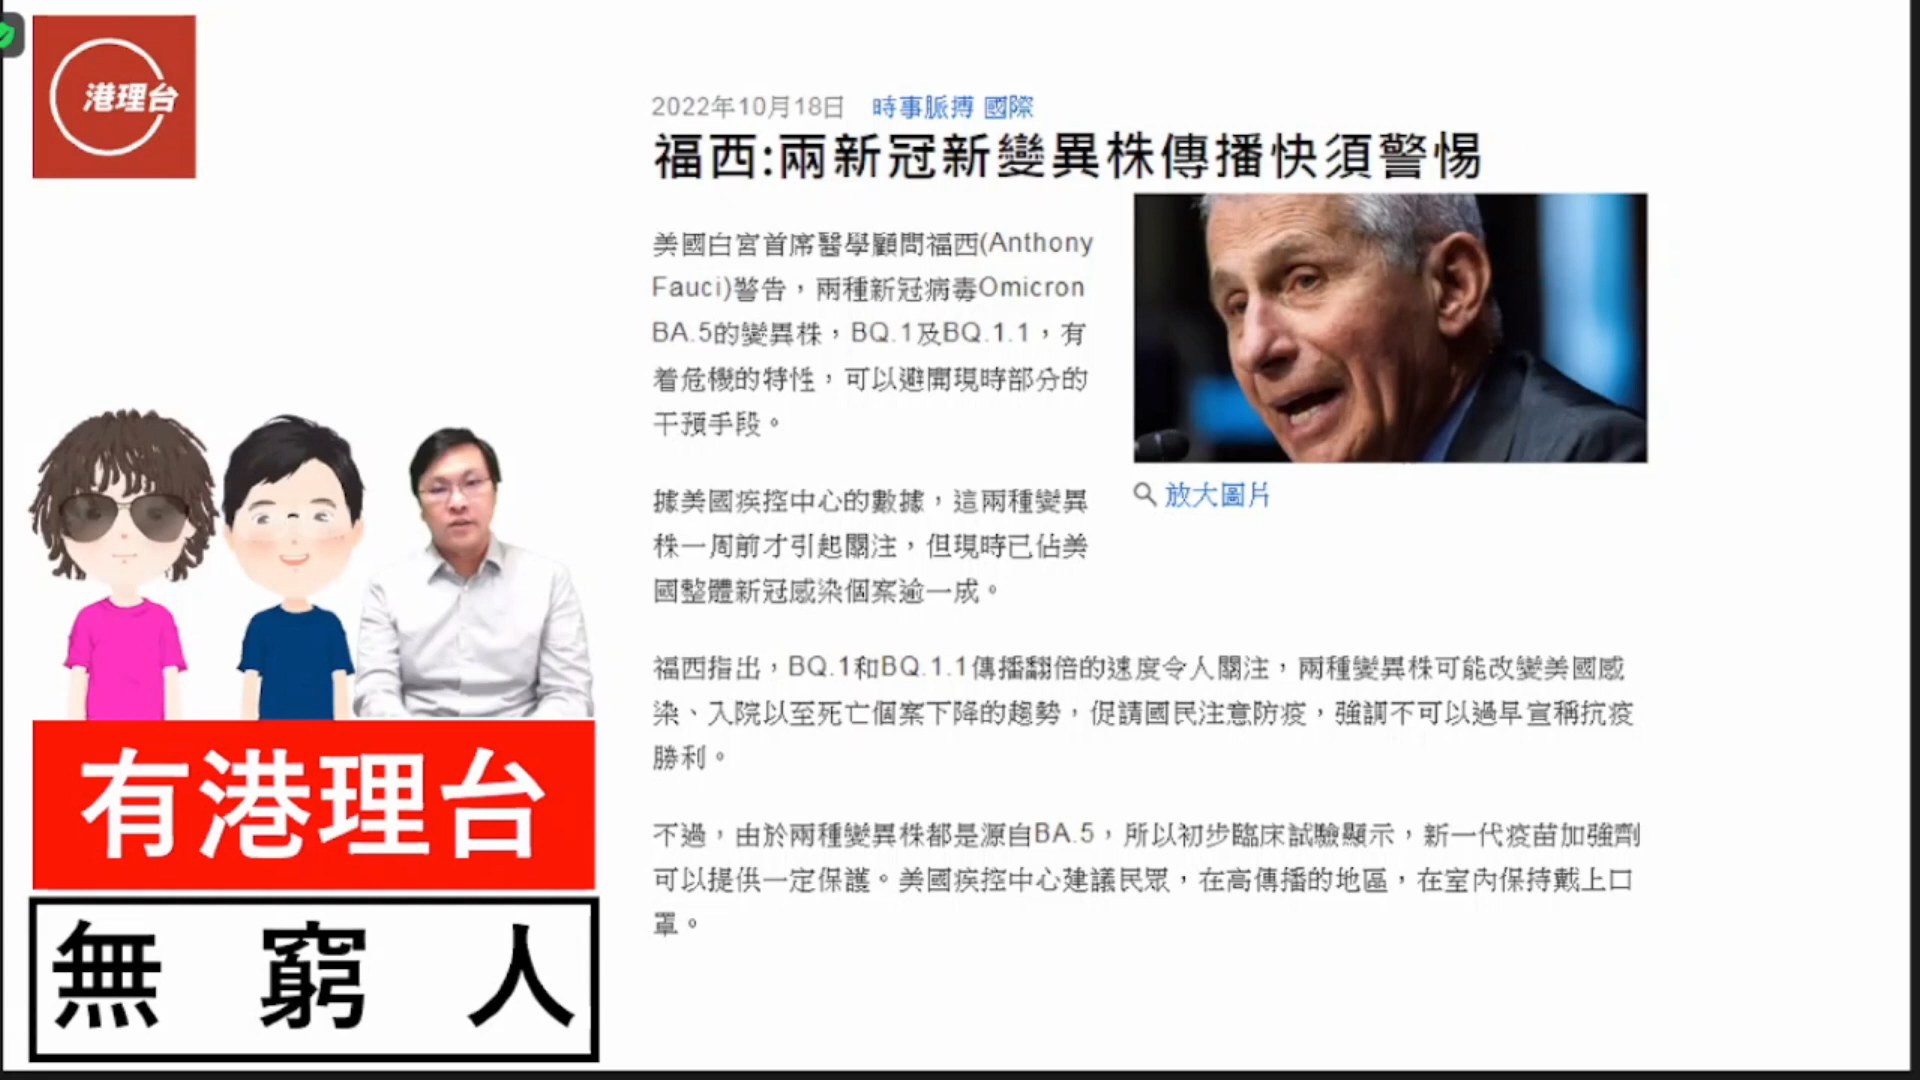 港理台
2022年10月18日 時事脈搏 國際
福西:兩新冠新變異株傳播快須警惕
美國白宮首席醫學顧問福西(Anthony
Fauci)警告，兩種新冠病毒Omicron
BA.5的變異株，BQ.1及BQ.1.1，有
着危機的特性，可以避開現時部分的
干預手段。
放大圖片
據美國疾控中心的數據，這兩種變異
株一周前才引起關注，但現時已佔美
國整體新冠感染個案逾一成。
福西指出，BQ.1和BQ.1.1傳播翻倍的速度令人關注，兩種變異株可能改變美國感
染、入院以至死亡個案下降的趨勢，促請國民注意防疫，強調不可以過早宣稱抗疫
勝利。
不過，由於兩種變異株都是源自BA.5，所以初步臨床試驗顯示，新一代疫苗加強劑
可以提供一定保護。美國疾控中心建議民眾，在高傳播的地區，在室內保持戴上口
罩。
有港理台
無窮人